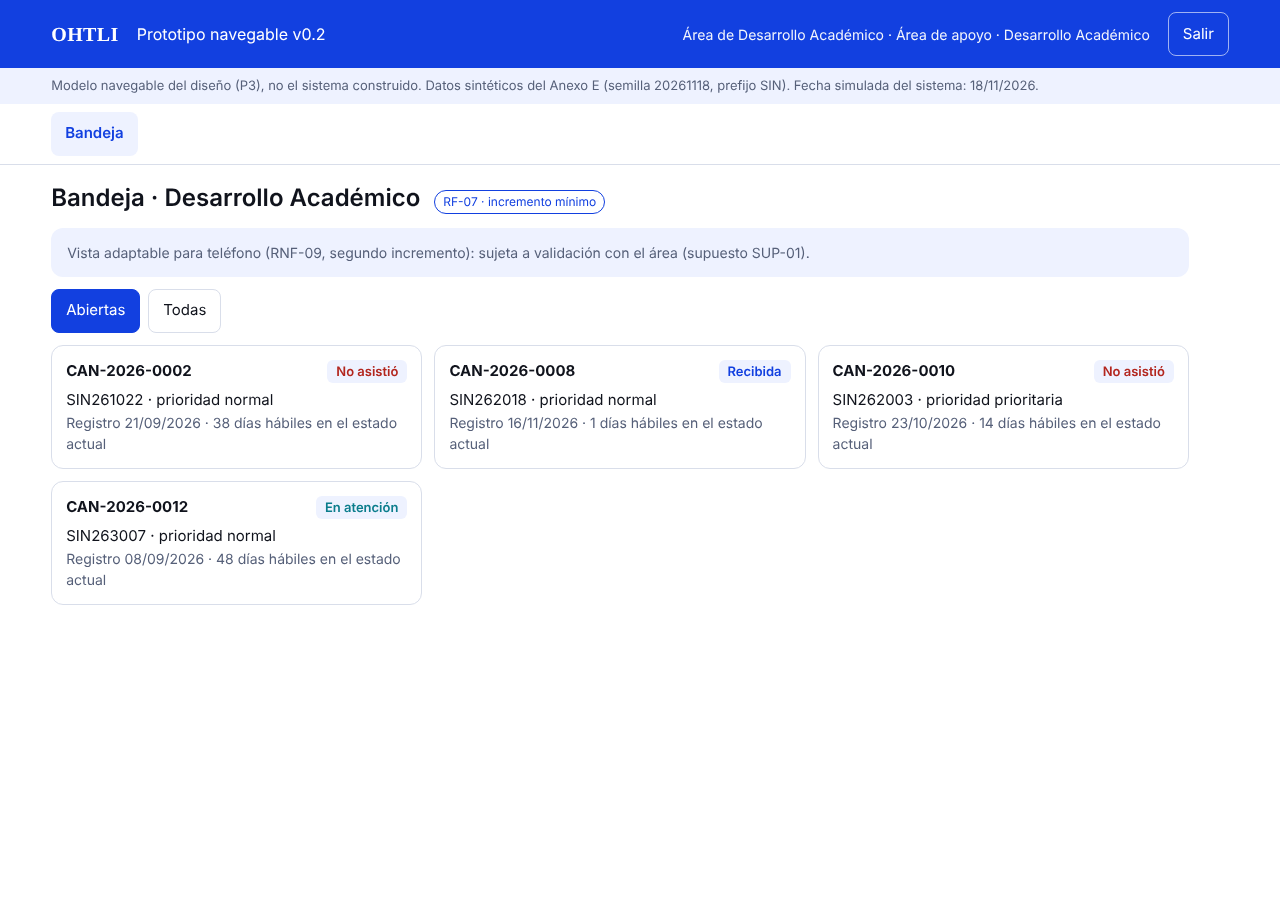 OHTLI Prototipo navegable v0.2 Área de Desarrollo Académico · Área de apoyo · Desarrollo Académico Salir
Modelo navegable del diseño (P3), no el sistema construido. Datos sintéticos del Anexo E (semilla 20261118, prefijo SIN). Fecha simulada del sistema: 18/11/2026.
Bandeja
Bandeja · Desarrollo Académico RF-07 · incremento mínimo
Vista adaptable para teléfono (RNF-09, segundo incremento): sujeta a validación con el área (supuesto SUP-01).
Abiertas Todas
CAN-2026-0002 No asistió
SIN261022 · prioridad normal
Registro 21/09/2026 · 38 días hábiles en el estado
actual
CAN-2026-0008 Recibida
SIN262018 · prioridad normal
Registro 16/11/2026 · 1 días hábiles en el estado
actual
CAN-2026-0010 No asistió
SIN262003 · prioridad prioritaria
Registro 23/10/2026 · 14 días hábiles en el estado
actual
CAN-2026-0012 En atención
SIN263007 · prioridad normal
Registro 08/09/2026 · 48 días hábiles en el estado
actual